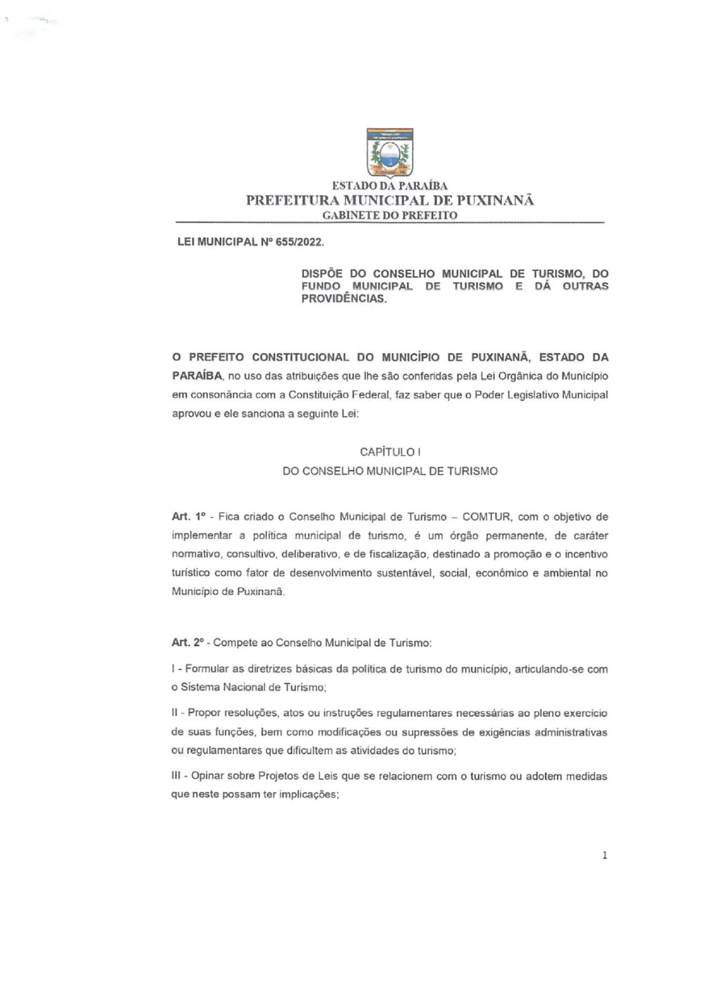 ESTADO DA PARAÍBA
PREFEITURA MUNICIPAL DE PUXINANÃ
GABINETE DO PREFEITO
LEI MUNICIPAL Nº 655/2022.
DISPÕE DO CONSELHO MUNICIPAL DE TURISMO, DO
FUNDO MUNICIPAL DE TURISMO E DÁ OUTRAS
PROVIDÊNCIAS.
O PREFEITO CONSTITUCIONAL DO MUNICÍPIO DE PUXINANÃ, ESTADO DA
PARAÍBA, no uso das atribuições que lhe são conferidas pela Lei Orgânica do Município
em consonância com a Constituição Federal, faz saber que o Poder Legislativo Municipal
aprovou e ele sanciona a seguinte Lei:
CAPÍTULO I
DO CONSELHO MUNICIPAL DE TURISMO
Art. 1º - Fica criado o Conselho Municipal de Turismo – COMTUR, com o objetivo de
implementar a política municipal de turismo, é um órgão permanente, de caráter
normativo, consultivo, deliberativo, e de fiscalização, destinado a promoção e o incentivo
turístico como fator de desenvolvimento sustentável, social, econômico e ambiental no
Município de Puxinanã.
Art. 2º - Compete ao Conselho Municipal de Turismo:
I - Formular as diretrizes básicas da política de turismo do município, articulando-se com
o Sistema Nacional de Turismo;
II - Propor resoluções, atos ou instruções regulamentares necessárias ao pleno exercício
de suas funções, bem como modificações ou supressões de exigências administrativas
ou regulamentares que dificultem as atividades do turismo;
III - Opinar sobre Projetos de Leis que se relacionem com o turismo ou adotem medidas
que neste possam ter implicações;
1